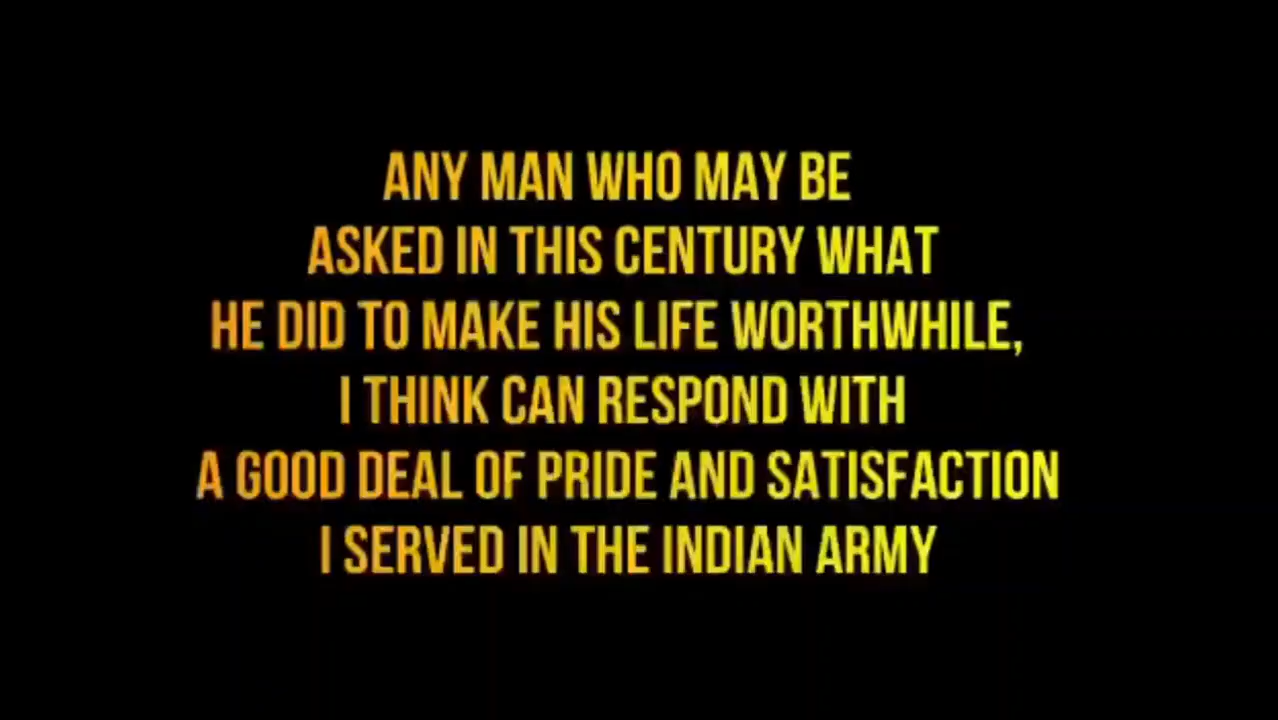 ANY MAN WHO MAY BE
ASKED IN THIS CENTURY WHAT
HE DID TO MAKE HIS LIFE WORTHWHILE,
I THINK CAN RESPOND WITH
A GOOD DEAL OF PRIDE AND SATISFACTION
I SERVED IN THE INDIAN ARMY